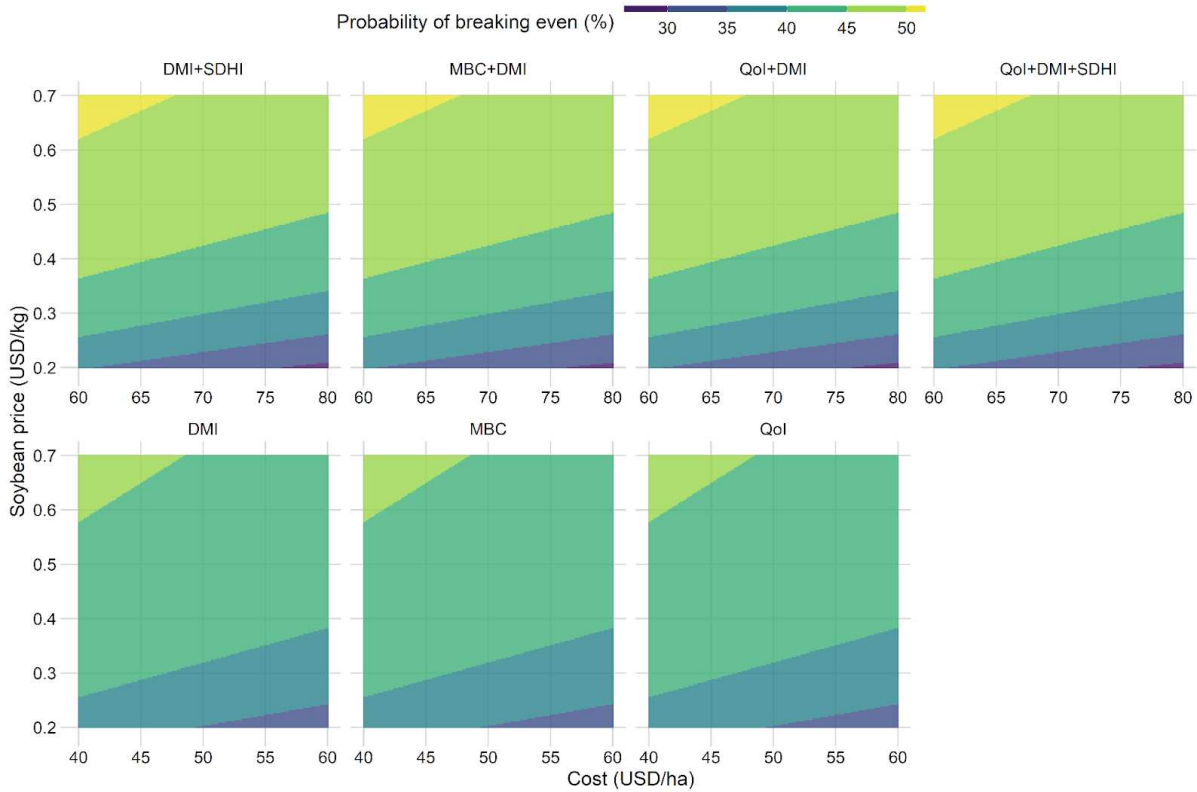 Probability of breaking even (%)
30 35 40 45 50
DMI+SDHI MBC+DMI QoI+DMI QoI+DMI+SDHI
Soybean price (USD/kg)
0.7
0.6
0.5
0.4
0.3
0.2
60 65 70 75 80 60 65 70 75 80 60 65 70 75 80 60 65 70 75 80
DMI MBC QoI
0.7
0.6
0.5
0.4
0.3
0.2
40 45 50 55 60 40 45 50 55 60 40 45 50 55 60
Cost (USD/ha)